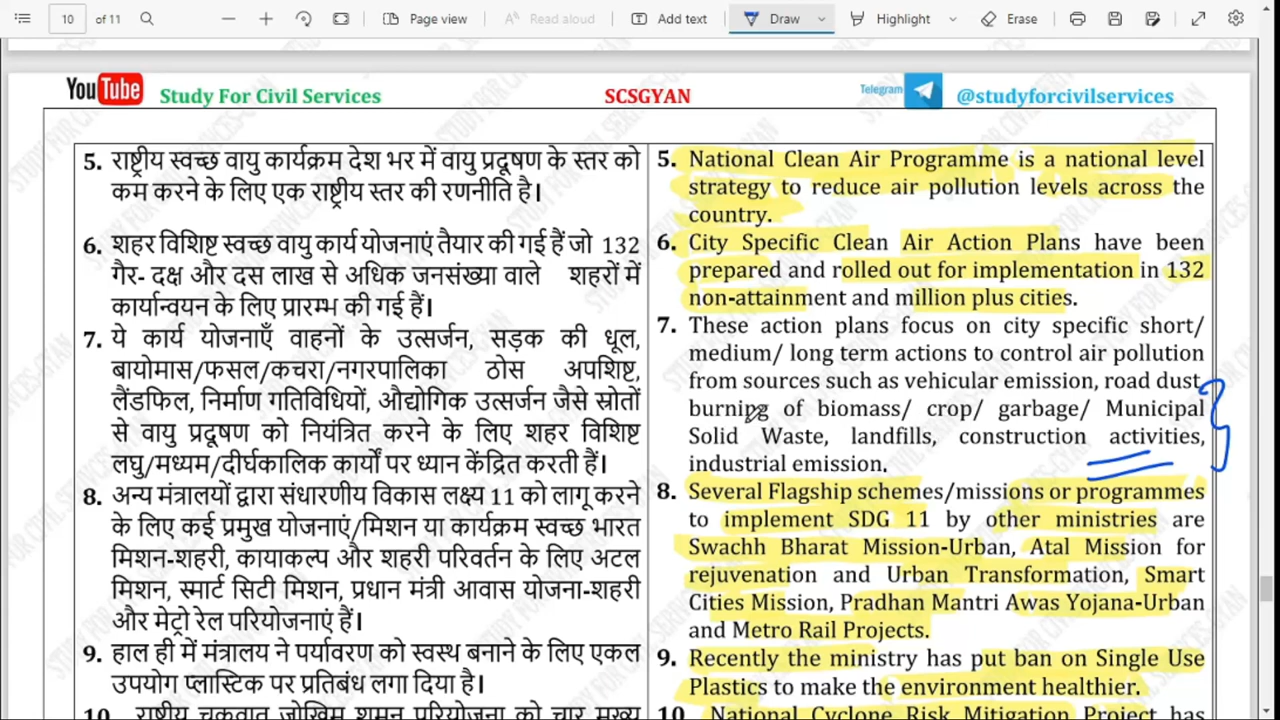 10 of 11
Page view
Read aloud
Add text
Draw
Highlight
Erase
YouTube Study For Civil Services
SCSGYAN
Telegram @studyforcivilservices
5. राष्ट्रीय स्वच्छ वायु कार्यक्रम देश भर में वायु प्रदूषण के स्तर को
कम करने के लिए एक राष्ट्रीय स्तर की रणनीति है।
6. शहर विशिष्ट स्वच्छ वायु कार्य योजनाएं तैयार की गई हैं जो 132
गैर- दक्ष और दस लाख से अधिक जनसंख्या वाले शहरों में
कार्यान्वयन के लिए प्रारम्भ की गई हैं।
7. ये कार्य योजनाएँ वाहनों के उत्सर्जन, सड़क की धूल,
बायोमास/फसल/कचरा/नगरपालिका ठोस अपशिष्ट,
लैंडफिल, निर्माण गतिविधियों, औद्योगिक उत्सर्जन जैसे स्रोतों
से वायु प्रदूषण को नियंत्रित करने के लिए शहर विशिष्ट
लघु/मध्यम/दीर्घकालिक कार्यों पर ध्यान केंद्रित करती हैं।
8. अन्य मंत्रालयों द्वारा संधारणीय विकास लक्ष्य 11 को लागू करने
के लिए कई प्रमुख योजनाएं/मिशन या कार्यक्रम स्वच्छ भारत
मिशन-शहरी, कायाकल्प और शहरी परिवर्तन के लिए अटल
मिशन, स्मार्ट सिटी मिशन, प्रधान मंत्री आवास योजना-शहरी
और मेट्रो रेल परियोजनाएं हैं।
9. हाल ही में मंत्रालय ने पर्यावरण को स्वस्थ बनाने के लिए एकल
उपयोग प्लास्टिक पर प्रतिबंध लगा दिया है।
10. राष्ट्रीय चक्रवात जोखिम शमन परियोजना को चार मुख्य
5. National Clean Air Programme is a national level
strategy to reduce air pollution levels across the
country.
6. City Specific Clean Air Action Plans have been
prepared and rolled out for implementation in 132
non-attainment and million plus cities.
7. These action plans focus on city specific short/
medium/ long term actions to control air pollution
from sources such as vehicular emission, road dust,
burning of biomass/ crop/ garbage/ Municipal
Solid Waste, landfills, construction activities,
industrial emission.
8. Several Flagship schemes/missions or programmes
to implement SDG 11 by other ministries are
Swachh Bharat Mission-Urban, Atal Mission for
rejuvenation and Urban Transformation, Smart
Cities Mission, Pradhan Mantri Awas Yojana-Urban
and Metro Rail Projects.
9. Recently the ministry has put ban on Single Use
Plastics to make the environment healthier.
10. National Cyclone Risk Mitigation Project has